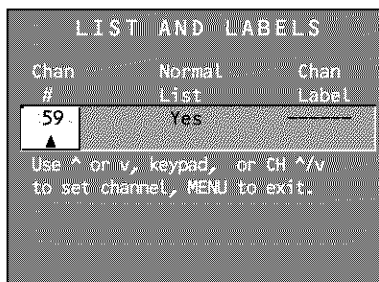 LIST AND LABELS
Chan Normal Chan
# List Label
59 Yes ———
Use ^ or v, keypad, or CH ^/v
to set channel, MENU to exit.